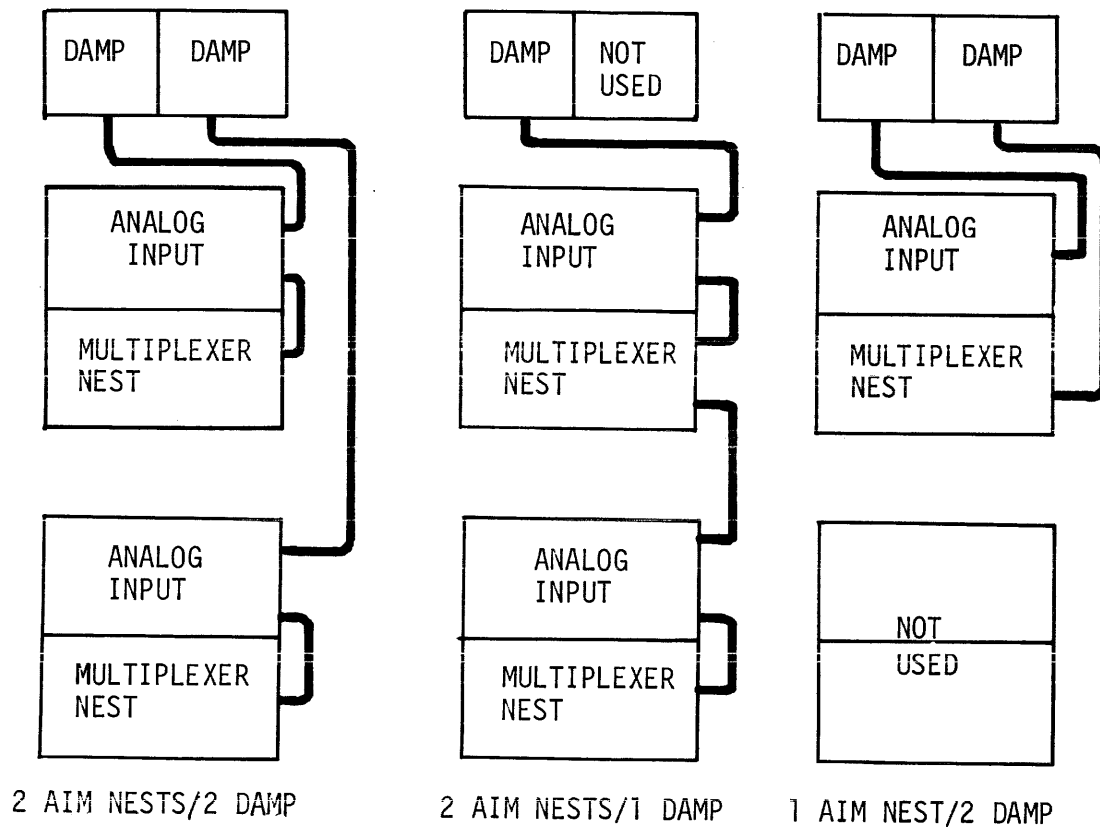 DAMP
DAMP
ANALOG
INPUT
MULTIPLEXER
NEST
ANALOG
INPUT
MULTIPLEXER
NEST
2 AIM NESTS/2 DAMP
DAMP
NOT
USED
ANALOG
INPUT
MULTIPLEXER
NEST
ANALOG
INPUT
MULTIPLEXER
NEST
2 AIM NESTS/1 DAMP
DAMP
DAMP
ANALOG
INPUT
MULTIPLEXER
NEST
NOT
USED
1 AIM NEST/2 DAMP